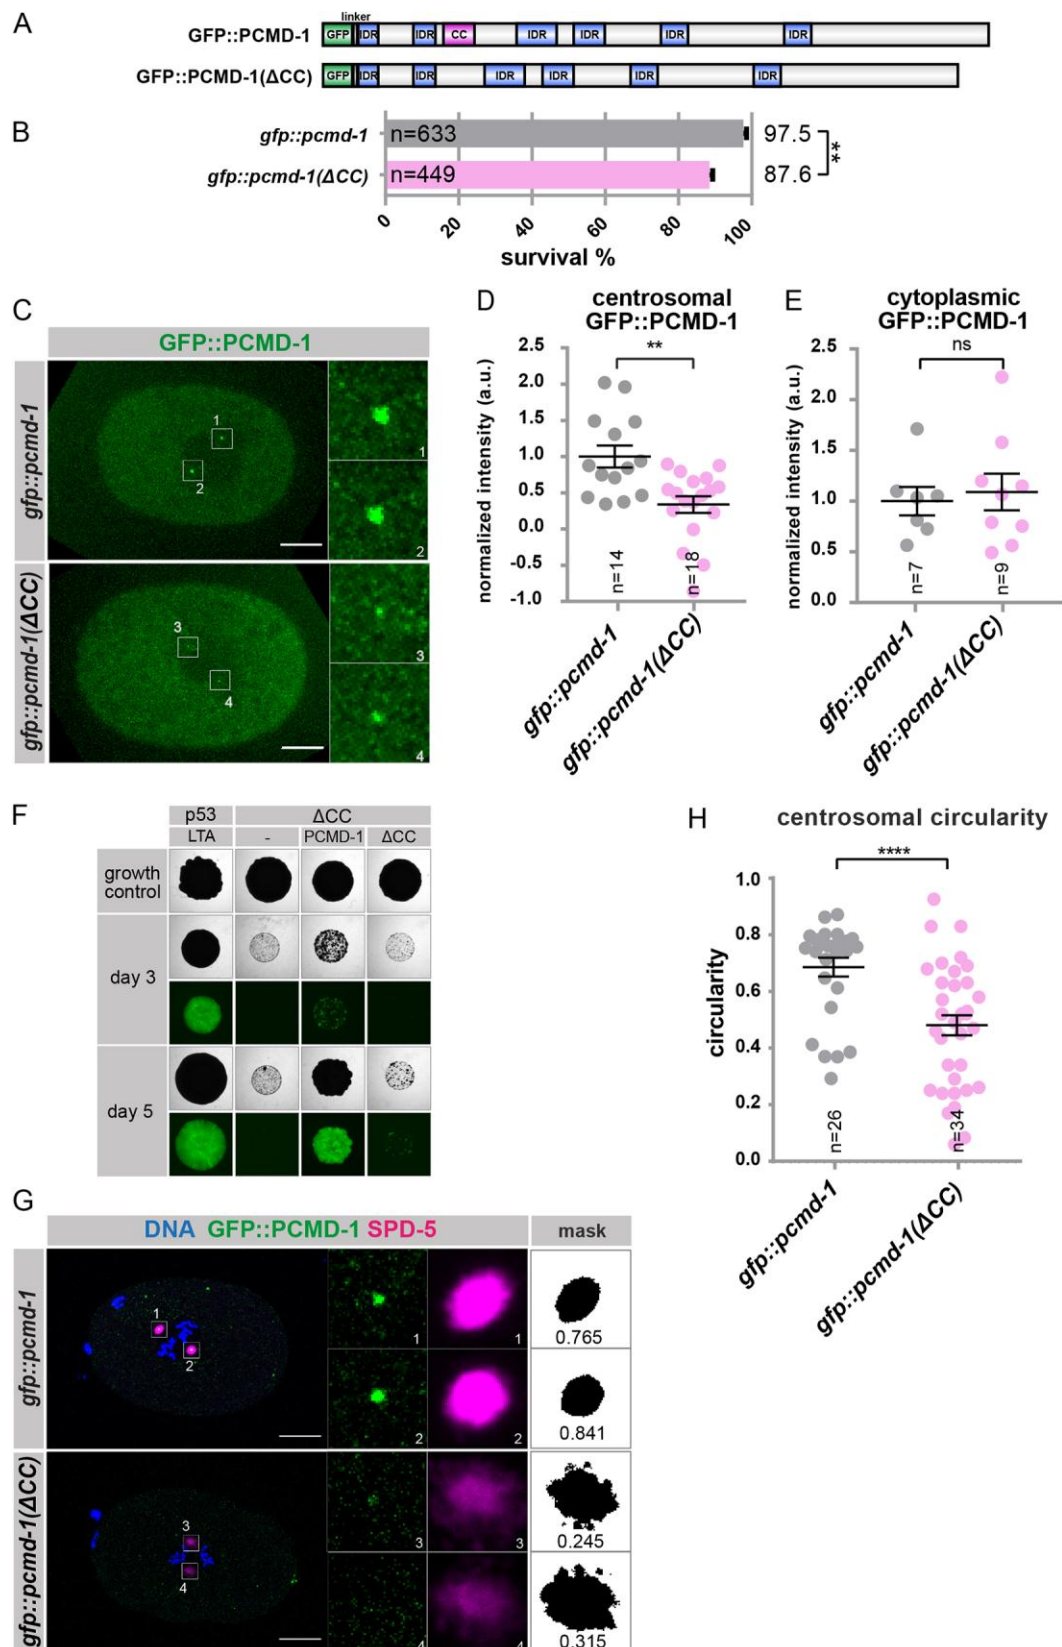 A
linker
GFP::PCMD-1
GFP IDR IDR CC IDR IDR IDR IDR
GFP::PCMD-1(ΔCC)
GFP IDR IDR IDR IDR IDR IDR
B
gfp::pcmd-1
n=633
97.5
**
gfp::pcmd-1(ΔCC)
n=449
87.6
0 20 40 60 80 100
survival %
C
GFP::PCMD-1
gfp::pcmd-1
1
2
1
2
gfp::pcmd-1(ΔCC)
3
4
3
4
D
centrosomal
GFP::PCMD-1
normalized intensity (a.u.)
2.5
2.0
1.5
1.0
0.5
0.0
-0.5
-1.0
**
n=14
n=18
gfp::pcmd-1
gfp::pcmd-1(ΔCC)
E
cytoplasmic
GFP::PCMD-1
normalized intensity (a.u.)
2.5
2.0
1.5
1.0
0.5
0.0
ns
n=7
n=9
gfp::pcmd-1
gfp::pcmd-1(ΔCC)
F
p53 ΔCC
LTA - PCMD-1 ΔCC
growth
control
day 3
day 5
H
centrosomal circularity
circularity
1.0
0.8
0.6
0.4
0.2
0.0
****
n=26
n=34
gfp::pcmd-1
gfp::pcmd-1(ΔCC)
G
DNA GFP::PCMD-1 SPD-5
mask
gfp::pcmd-1
1
2
1
1
0.765
2
2
0.841
gfp::pcmd-1(ΔCC)
3
4
3
3
0.245
4
4
0.315